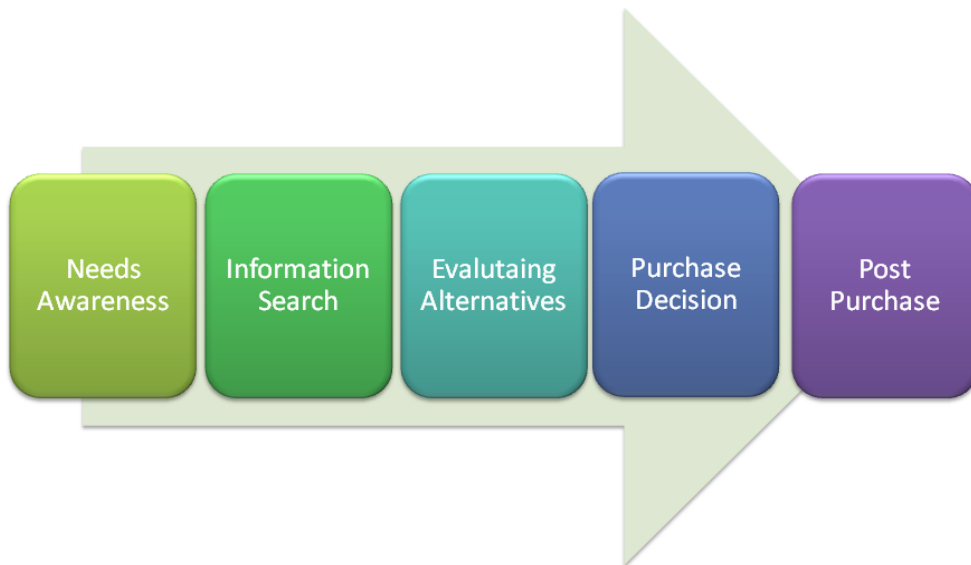 Needs
Awareness
Information
Search
Evalutaing
Alternatives
Purchase
Decision
Post
Purchase